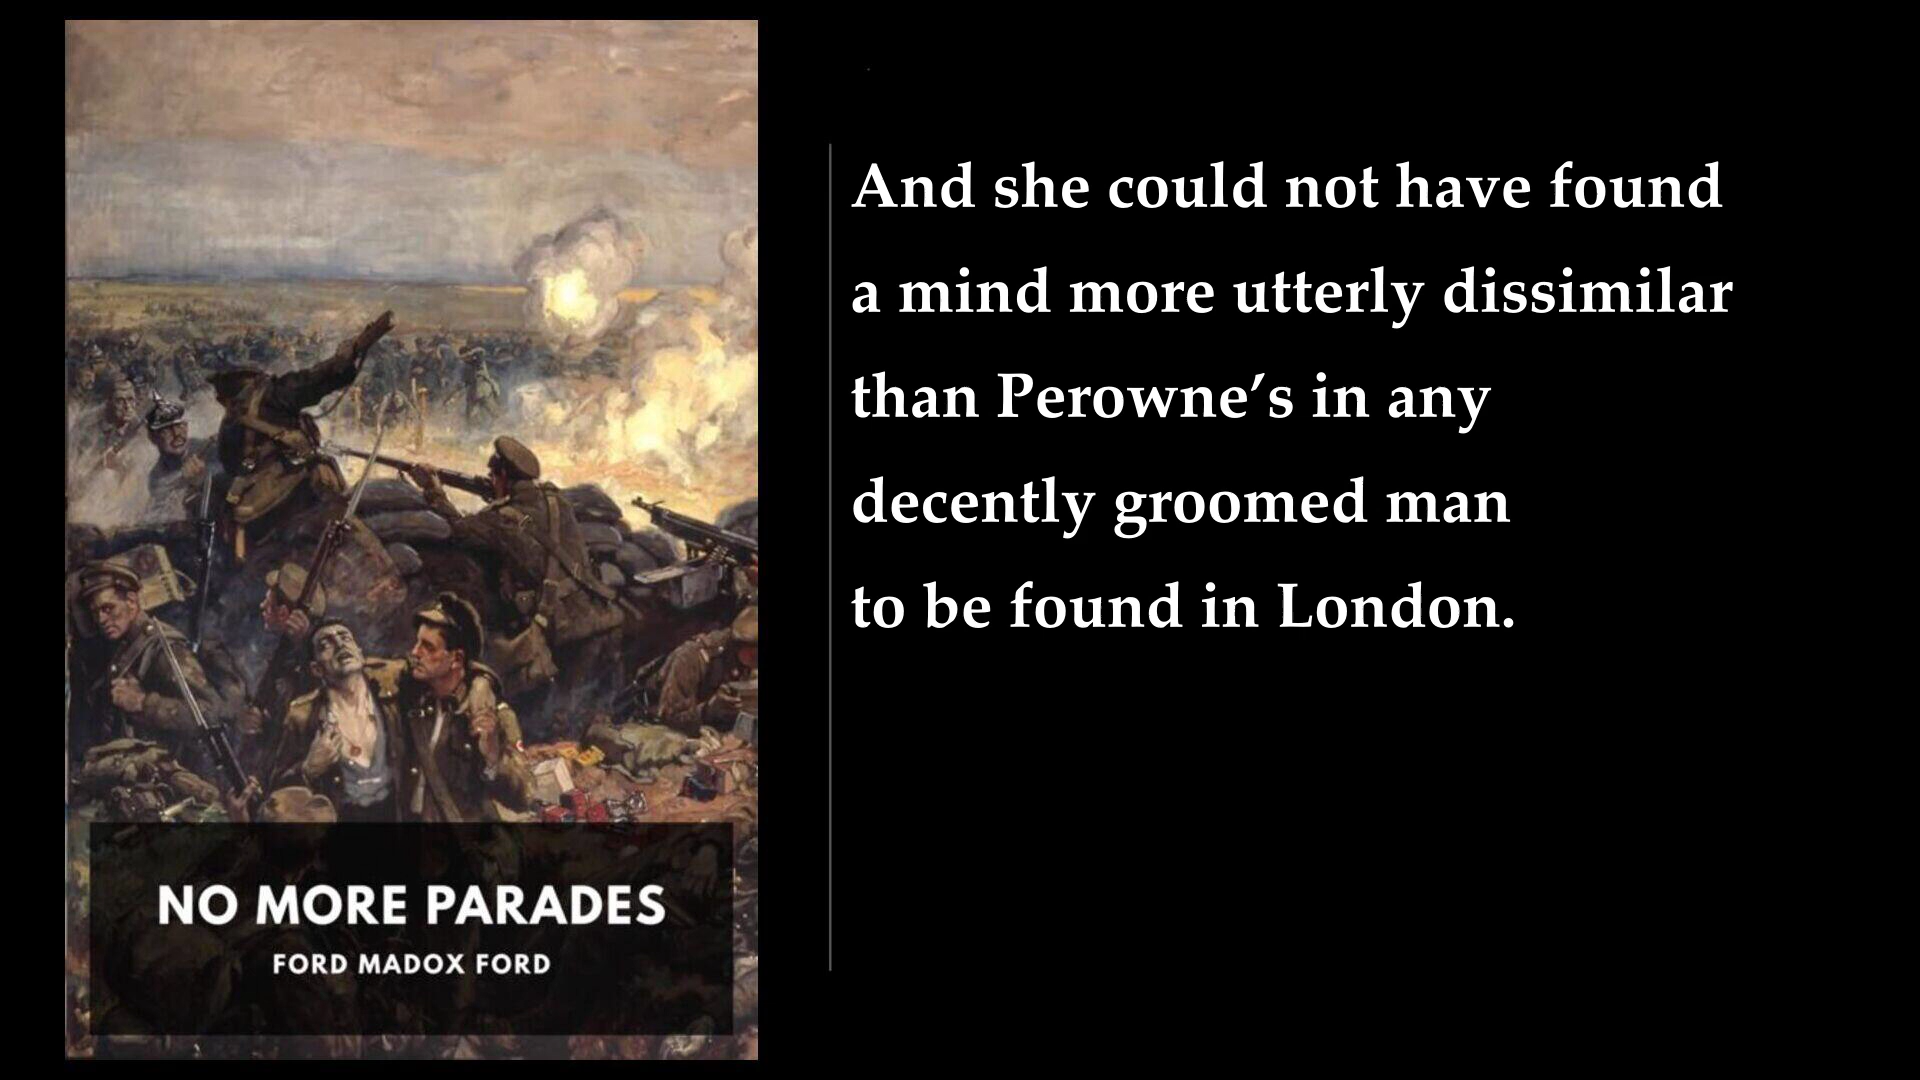 And she could not have found
a mind more utterly dissimilar
than Perowne’s in any
decently groomed man
to be found in London.
NO MORE PARADES
FORD MADOX FORD